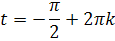 t = −π/2 + 2πk